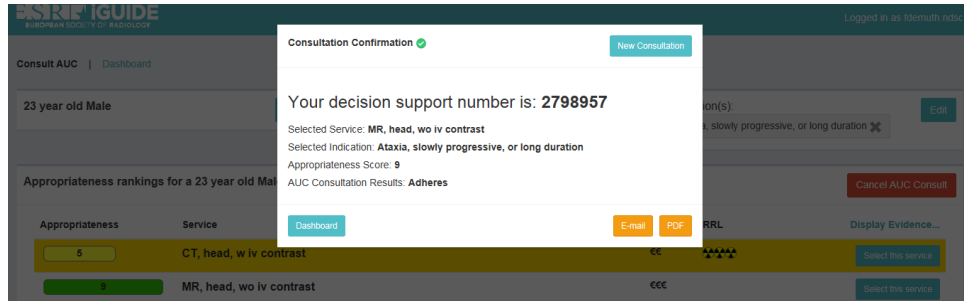 ESRF iGUIDE
EUROPEAN SOCIETY OF RADIOLOGY
Logged in as fdemuth.ndsc
Consult AUC | Dashboard
Consultation Confirmation
New Consultation
23 year old Male
Your decision support number is: 2798957
on(s):
Edit
Selected Service: MR, head, wo iv contrast
, slowly progressive, or long duration
Selected Indication: Ataxia, slowly progressive, or long duration
Appropriateness Score: 9
AUC Consultation Results: Adheres
Appropriateness rankings for a 23 year old Mal
Cancel AUC Consult
Dashboard
E-mail PDF
Appropriateness Service RRL Display Evidence...
5 CT, head, w iv contrast €€ Select this service
9 MR, head, wo iv contrast €€€ Select this service